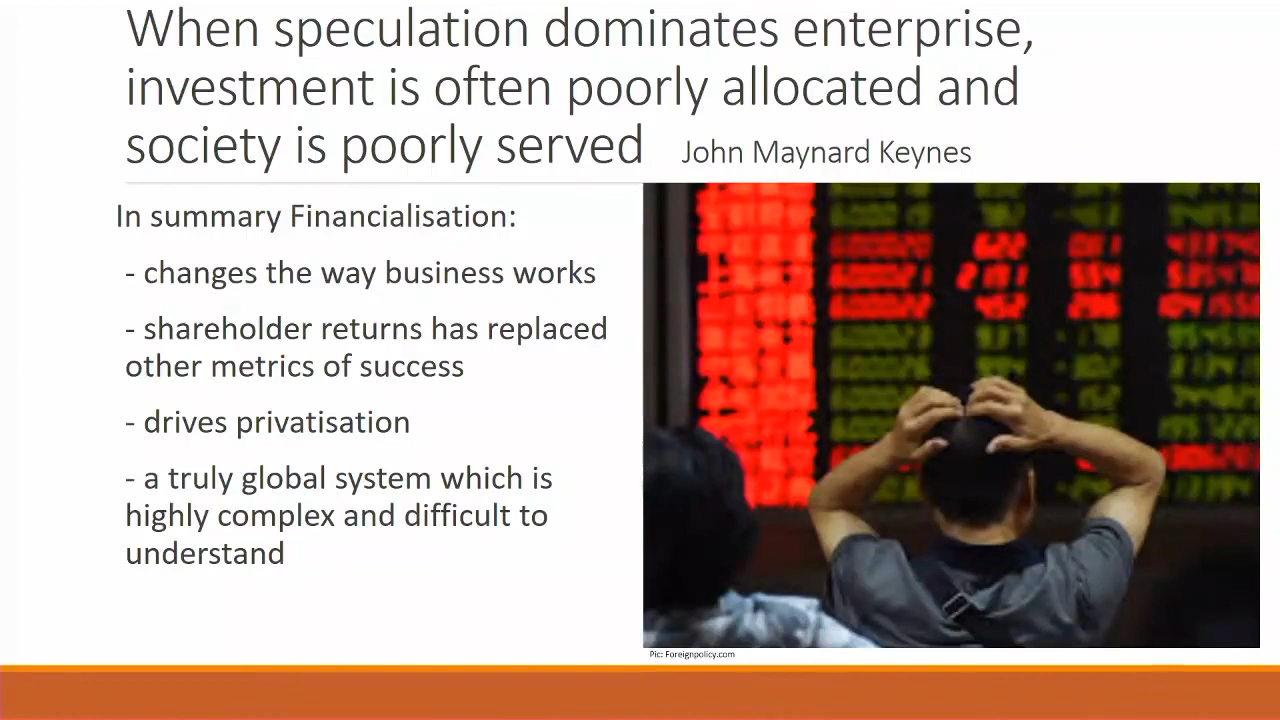 When speculation dominates enterprise,
investment is often poorly allocated and
society is poorly served John Maynard Keynes
In summary Financialisation:
- changes the way business works
- shareholder returns has replaced
other metrics of success
- drives privatisation
- a truly global system which is
highly complex and difficult to
understand
Pic: Foreignpolicy.com